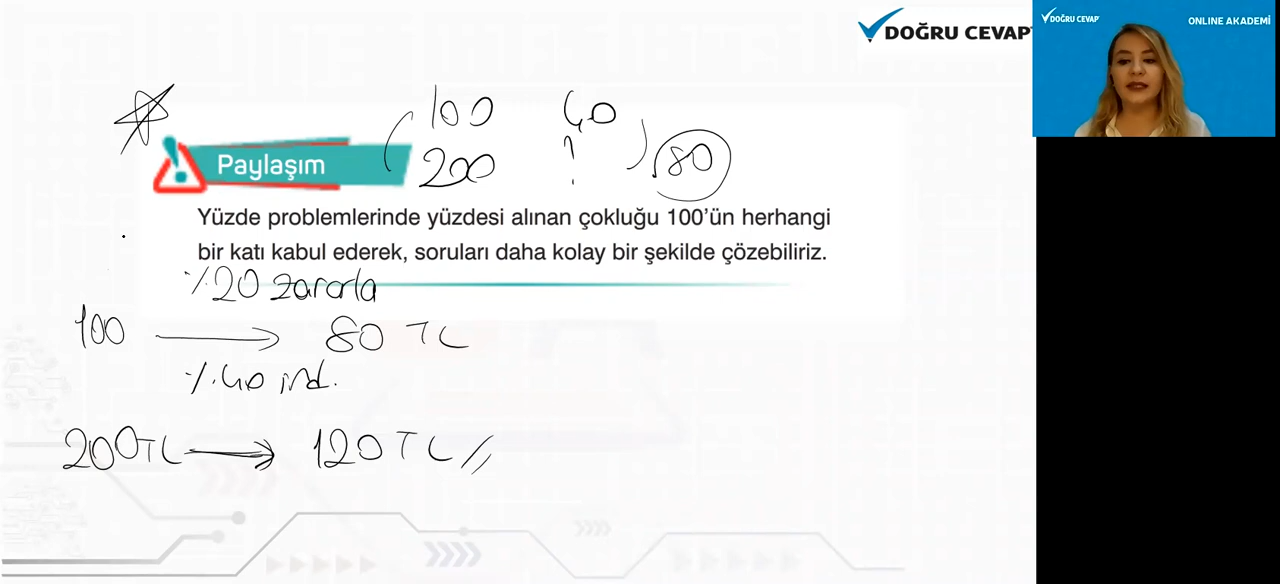 DOĞRU CEVAP
DOĞRU CEVAP
ONLINE AKADEMİ
100 40
Paylaşım
200 ? 80
Yüzde problemlerinde yüzdesi alınan çokluğu 100'ün herhangi
bir katı kabul ederek, soruları daha kolay bir şekilde çözebiliriz.
%20 zararla
100 → 80 TL
%40 ind.
200TL → 120 TL //